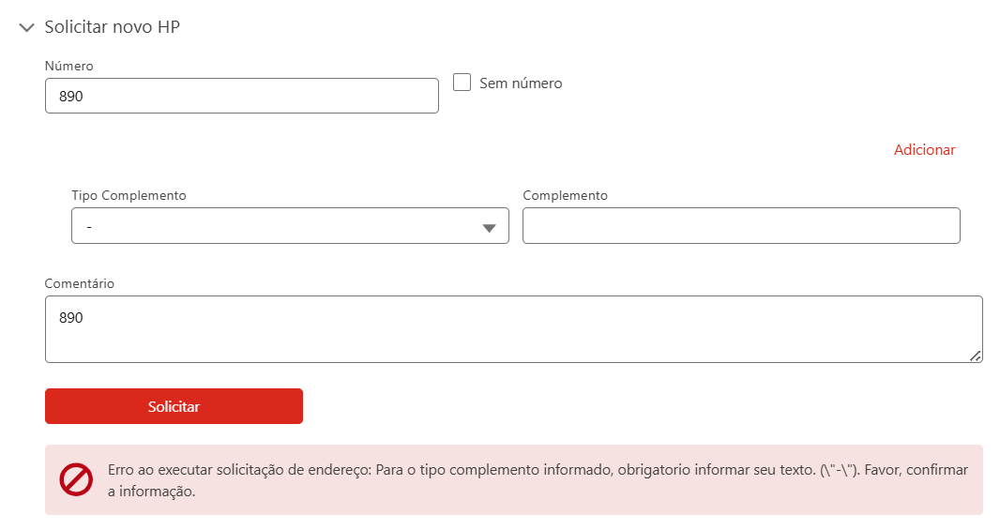 Solicitar novo HP
Número
890
Sem número
Adicionar
Tipo Complemento
Complemento
-
Comentário
890
Solicitar
Erro ao executar solicitação de endereço: Para o tipo complemento informado, obrigatorio informar seu texto. (\"-\"). Favor, confirmar
a informação.